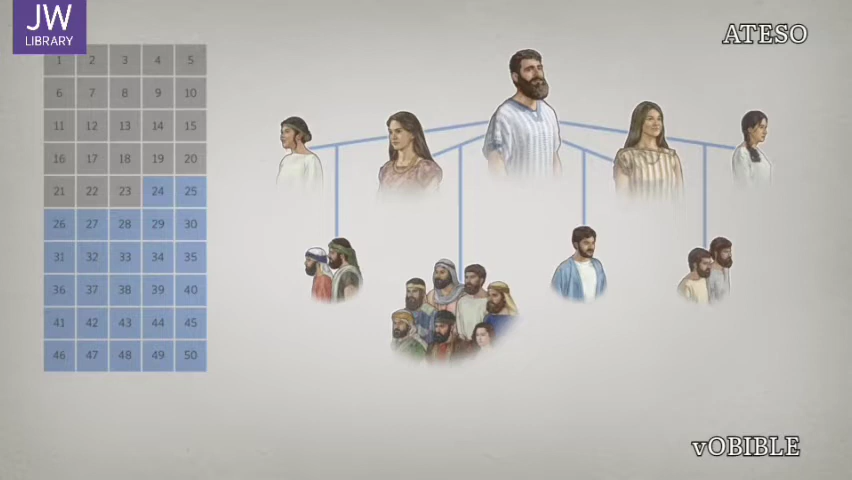 JW
LIBRARY
ATESO
1 2 3 4 5
6 7 8 9 10
11 12 13 14 15
16 17 18 19 20
21 22 23 24 25
26 27 28 29 30
31 32 33 34 35
36 37 38 39 40
41 42 43 44 45
46 47 48 49 50
vOBIBLE